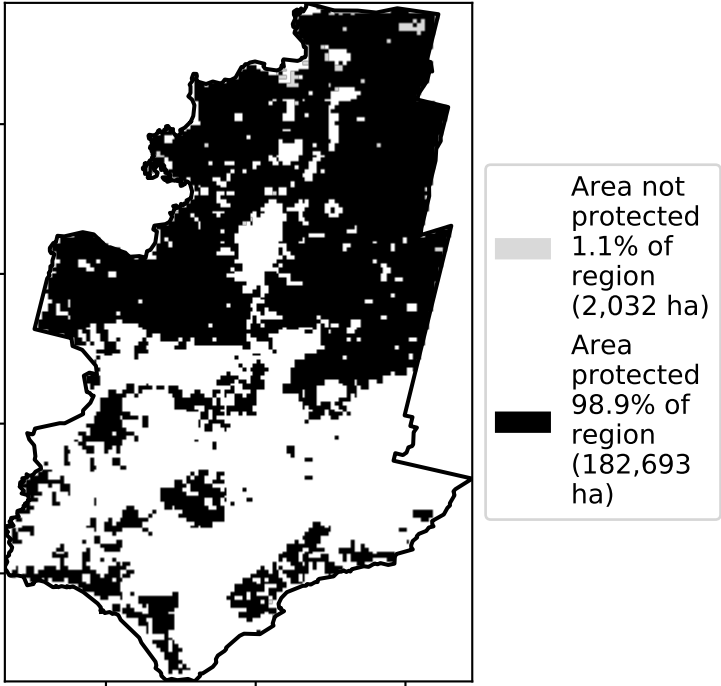 Area not
protected
1.1% of
region
(2,032 ha)
Area
protected
98.9% of
region
(182,693
ha)